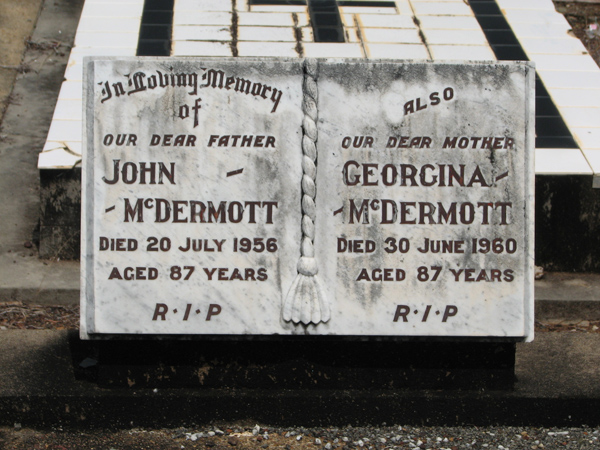 In Loving Memory
of
OUR DEAR FATHER
JOHN -
- McDERMOTT
DIED 20 JULY 1956
AGED 87 YEARS
R·I·P
ALSO
OUR DEAR MOTHER
GEORGINA -
- McDERMOTT
DIED 30 JUNE 1960
AGED 87 YEARS
R·I·P